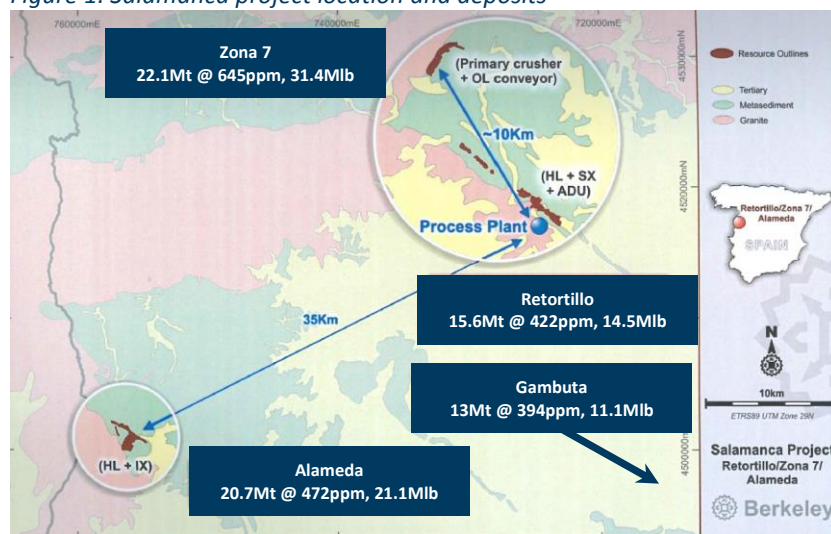 Figure 1: Salamanca project location and deposits
760000mE
740000mE
720000mE
Zona 7
22.1Mt @ 645ppm, 31.4Mlb
(Primary crusher
+ OL conveyor)
~10Km
(HL + SX
+ ADU)
Process Plant
4530000mN
4520000mN
Resource Outlines
Tertiary
Metasediment
Granite
Retortillo/Zona 7/
Alameda
SPAIN
35Km
Retortillo
15.6Mt @ 422ppm, 14.5Mlb
Gambuta
13Mt @ 394ppm, 11.1Mlb
(HL + IX)
Alameda
20.7Mt @ 472ppm, 21.1Mlb
4500000mN
N
10km
ETRS89 UTM Zone 29N
Salamanca Project
Retortillo/Zona 7/
Alameda
Berkeley